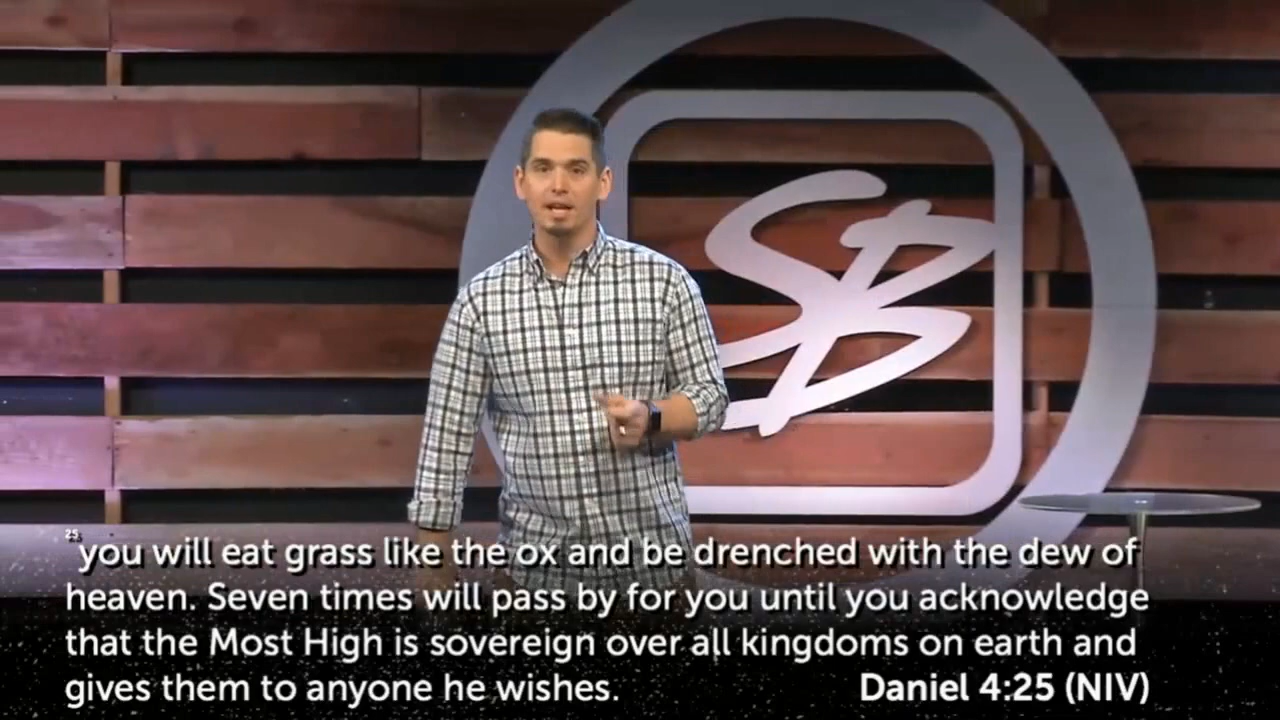 SB
25 you will eat grass like the ox and be drenched with the dew of
heaven. Seven times will pass by for you until you acknowledge
that the Most High is sovereign over all kingdoms on earth and
gives them to anyone he wishes. Daniel 4:25 (NIV)